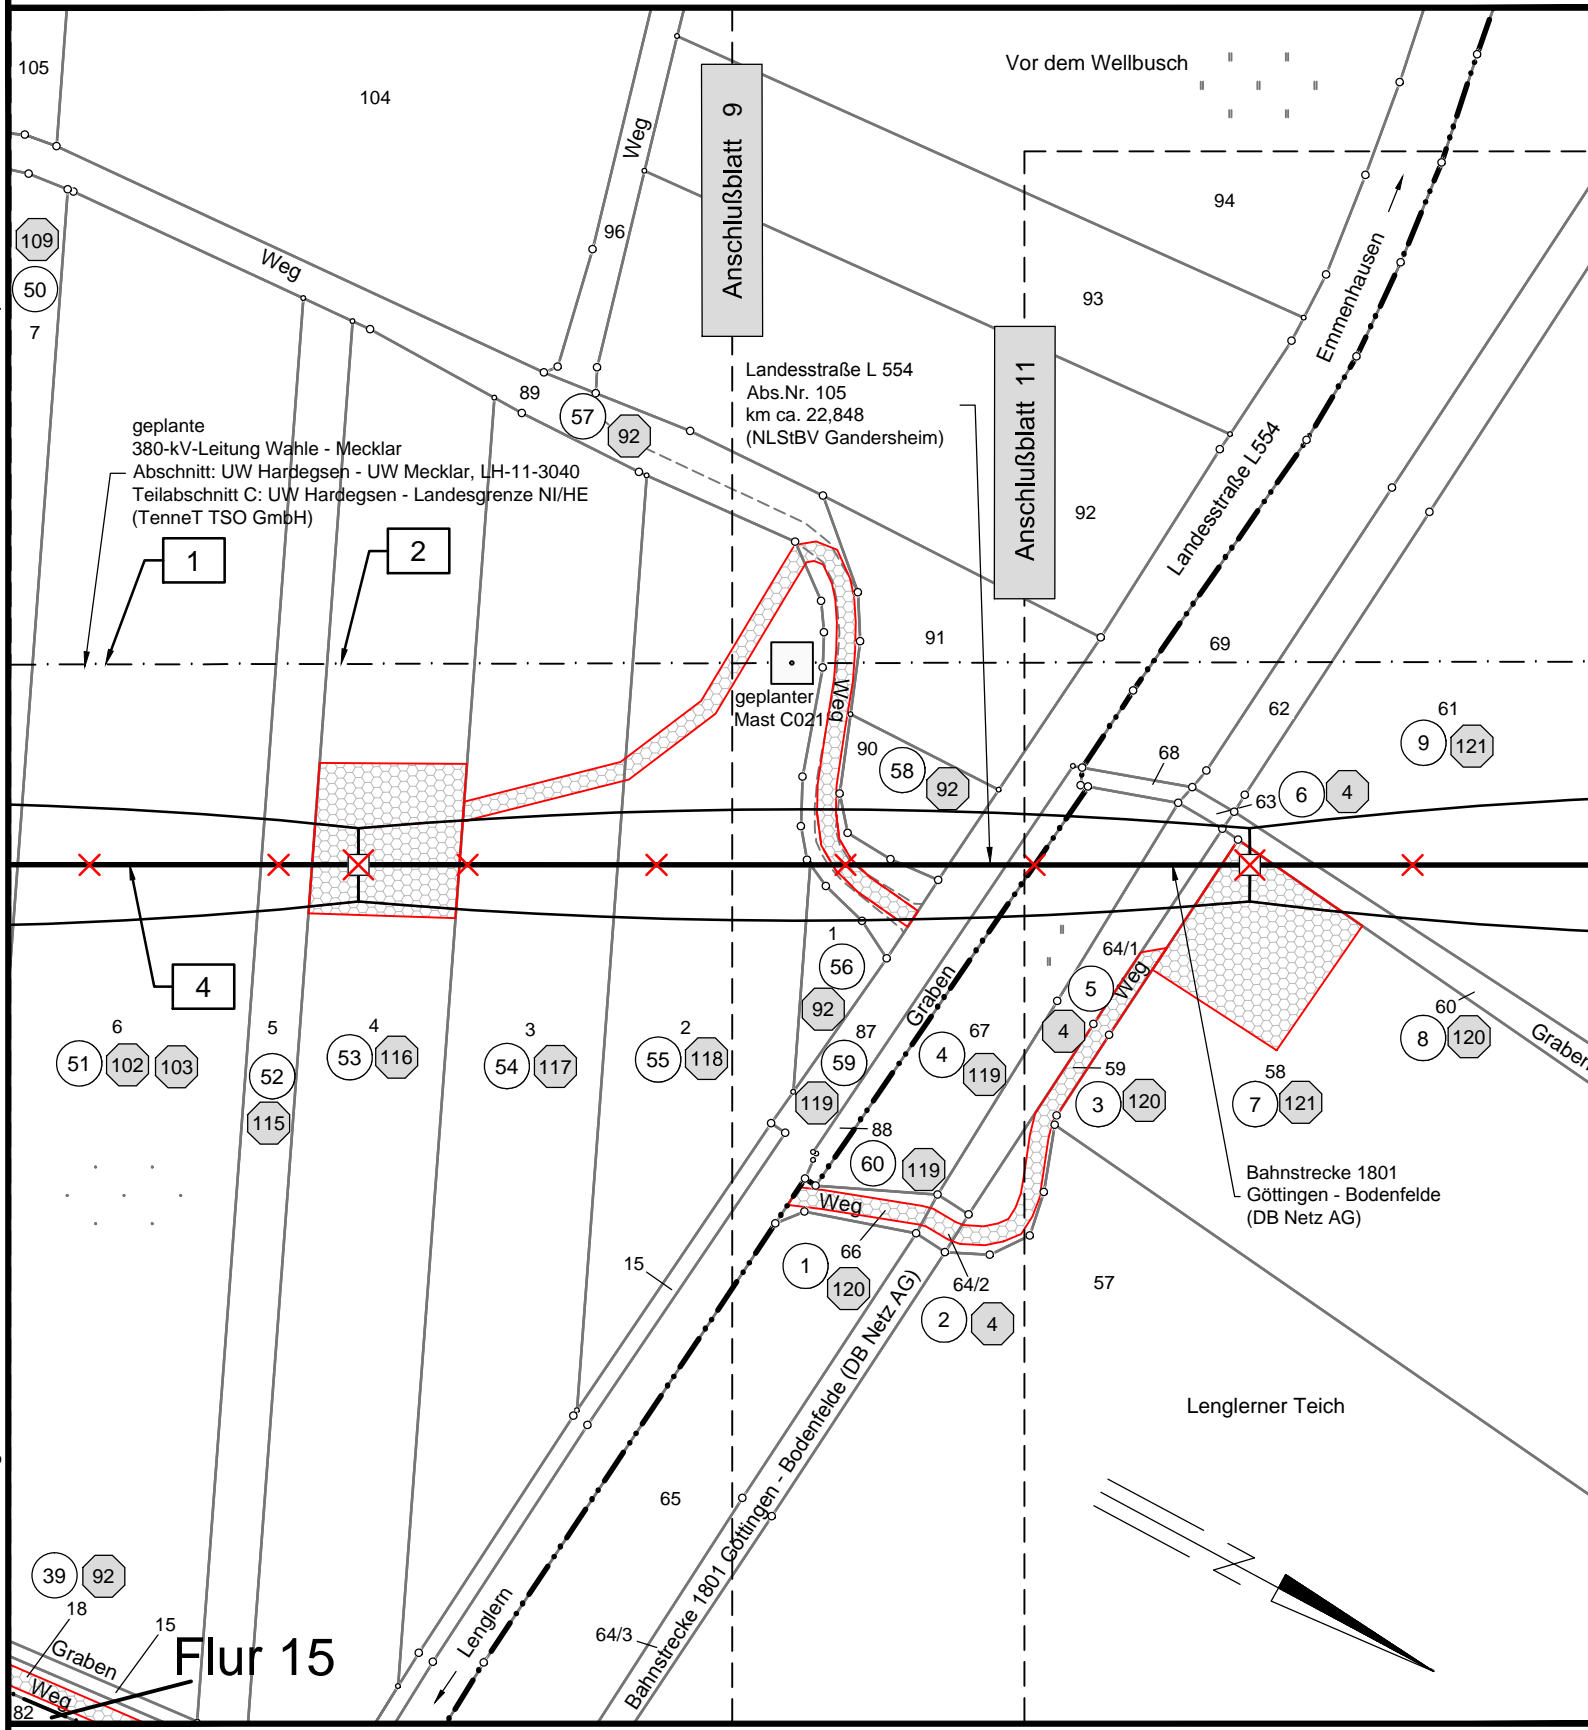 105
104
Vor dem Wellbusch
Weg
Anschlußblatt 9
94
96
109
50
7
Weg
93
Emmenhausen
Anschlußblatt 11
Landesstraße L 554
Abs.Nr. 105
km ca. 22,848
(NLStBV Gandersheim)
89
57
92
geplante
380-kV-Leitung Wahle - Mecklar
Abschnitt: UW Hardegsen - UW Mecklar, LH-11-3040
Teilabschnitt C: UW Hardegsen - Landesgrenze NI/HE
(TenneT TSO GmbH)
Landesstraße L554
92
1
2
91
69
geplanter
Mast C021
Weg
62
61
9
121
90
58
92
68
63
6
4
1
56
92
Graben
64/1
Weg
5
4
4
60
Graben
8
120
6
51
102
103
5
52
115
4
53
116
3
54
117
2
55
118
87
59
119
67
4
119
59
3
120
58
7
121
88
60
119
Weg
66
1
120
64/2
2
4
Bahnstrecke 1801
Göttingen - Bodenfelde
(DB Netz AG)
15
57
Lenglerner Teich
65
Bahnstrecke 1801 Göttingen - Bodenfelde (DB Netz AG)
39
92
18
15
Graben
Weg
82
Flur 15
Lenglern
64/3
N